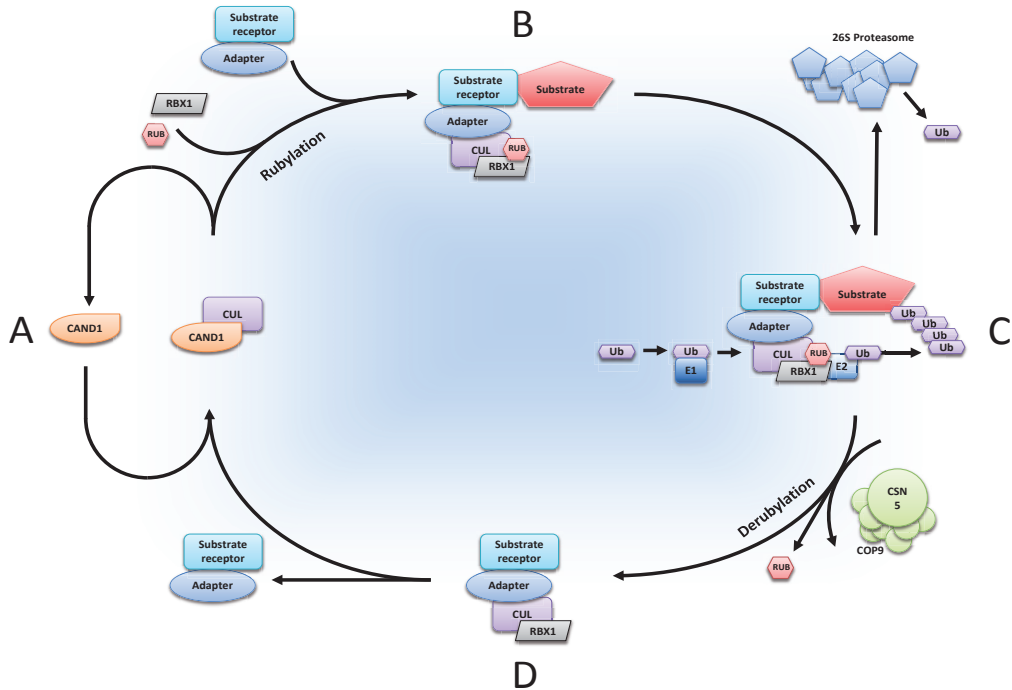 B
Substrate
receptor
Adapter
26S Proteasome
Ub
RBX1
RUB
Rubylation
Substrate
receptor
Substrate
Adapter
CUL
RUB
RBX1
A
CAND1
CUL
CAND1
C
Substrate
receptor
Substrate
Adapter
Ub
Ub
Ub
Ub
Ub
Ub
E1
CUL
RUB
Ub
RBX1
E2
Derubylation
CSN
5
COP9
RUB
Substrate
receptor
Adapter
Substrate
receptor
Adapter
CUL
RBX1
D